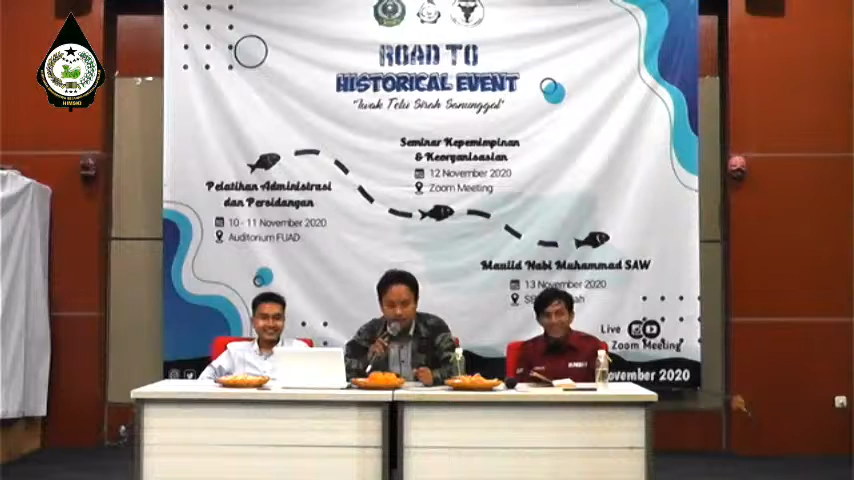 ROAD TO
HISTORICAL EVENT
"Iwak Telu Sirah Sanunggal"
Seminar Kepemimpinan
& Keorganisasian
12 November 2020
Zoom Meeting
Pelatihan Administrasi
dan Persidangan
10 - 11 November 2020
Auditorium FUAD
Maulid Nabi Muhammad SAW
13 November 2020
Live
Zoom Meeting
November 2020
HIMSKI